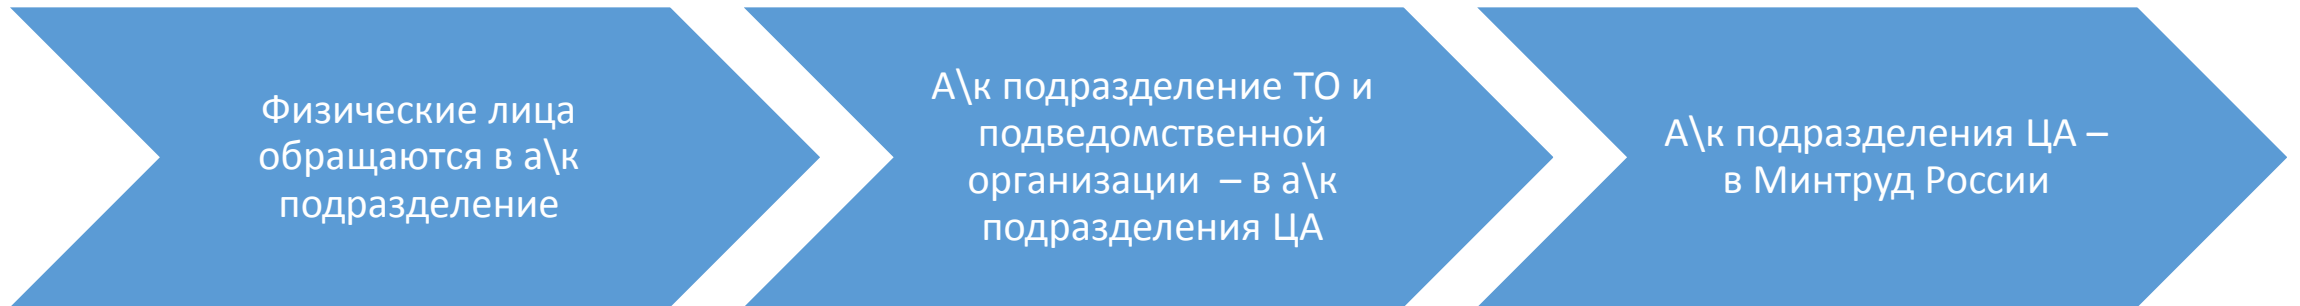 Физические лица
обращаются в а\к
подразделение
А\к подразделение ТО и
подведомственной
организации – в а\к
подразделения ЦА
А\к подразделения ЦА –
в Минтруд России